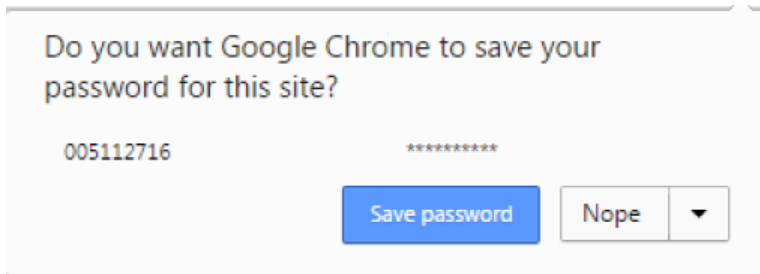 Do you want Google Chrome to save your
password for this site?
005112716 **********
Save password Nope